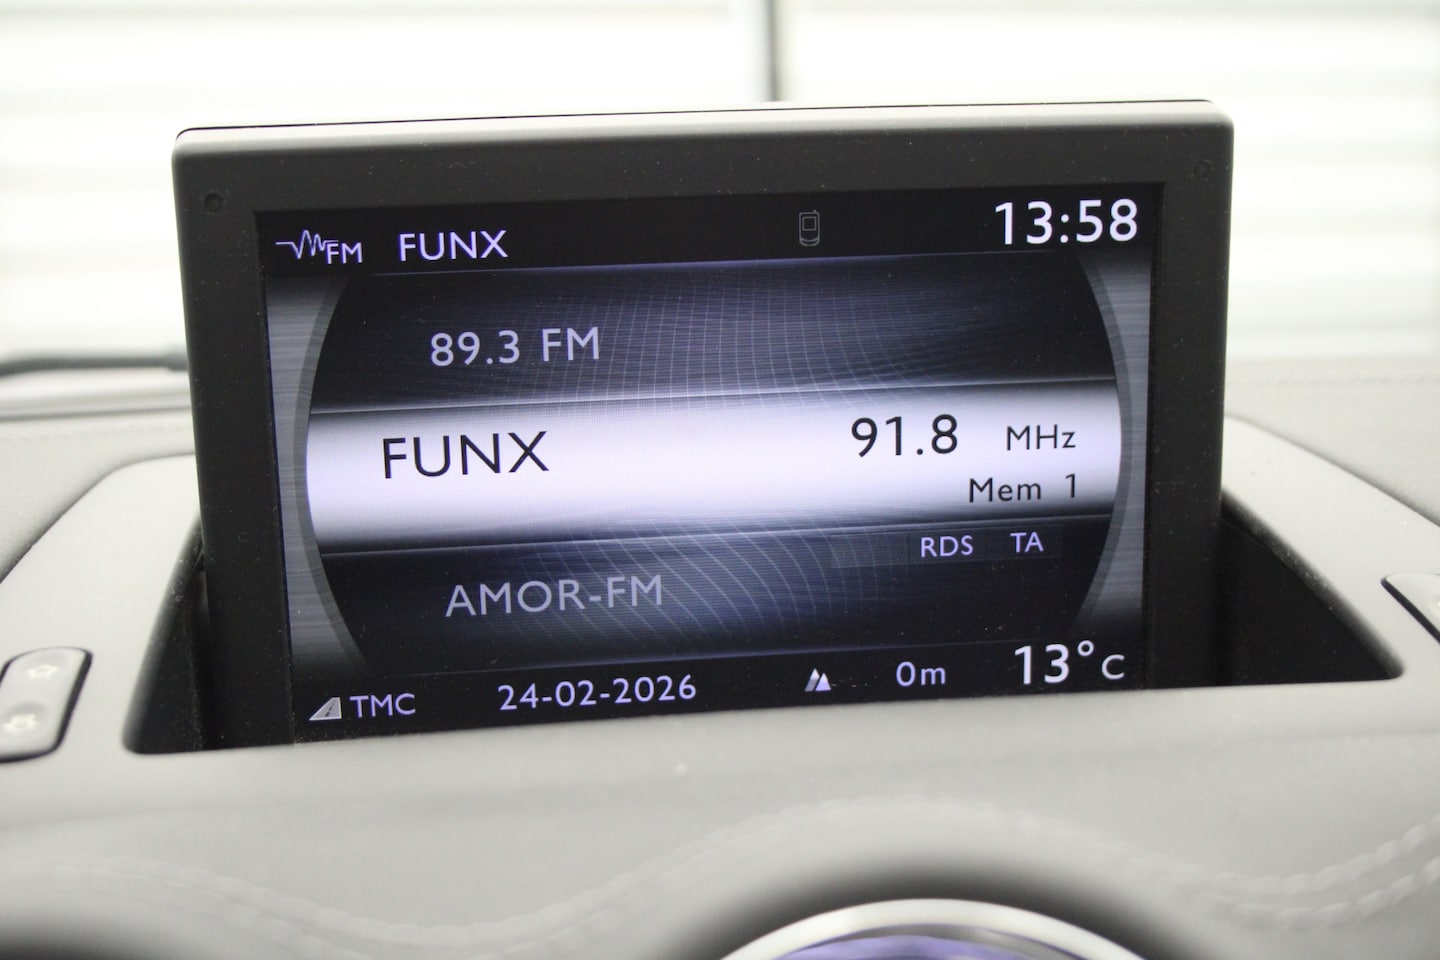 FM FUNX 13:58
89.3 FM
FUNX 91.8 MHz
Mem 1
RDS TA
AMOR-FM
TMC 24-02-2026 0m 13°C